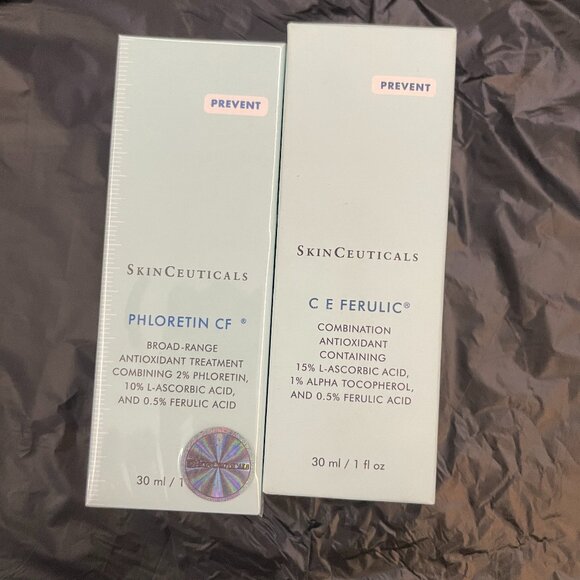 PREVENT
SKINCEUTICALS
PHLORETIN CF ®
BROAD-RANGE
ANTIOXIDANT TREATMENT
COMBINING 2% PHLORETIN,
10% L-ASCORBIC ACID,
AND 0.5% FERULIC ACID
30 ml / 1
PREVENT
SKINCEUTICALS
C E FERULIC®
COMBINATION
ANTIOXIDANT
CONTAINING
15% L-ASCORBIC ACID,
1% ALPHA TOCOPHEROL,
AND 0.5% FERULIC ACID
30 ml / 1 fl oz